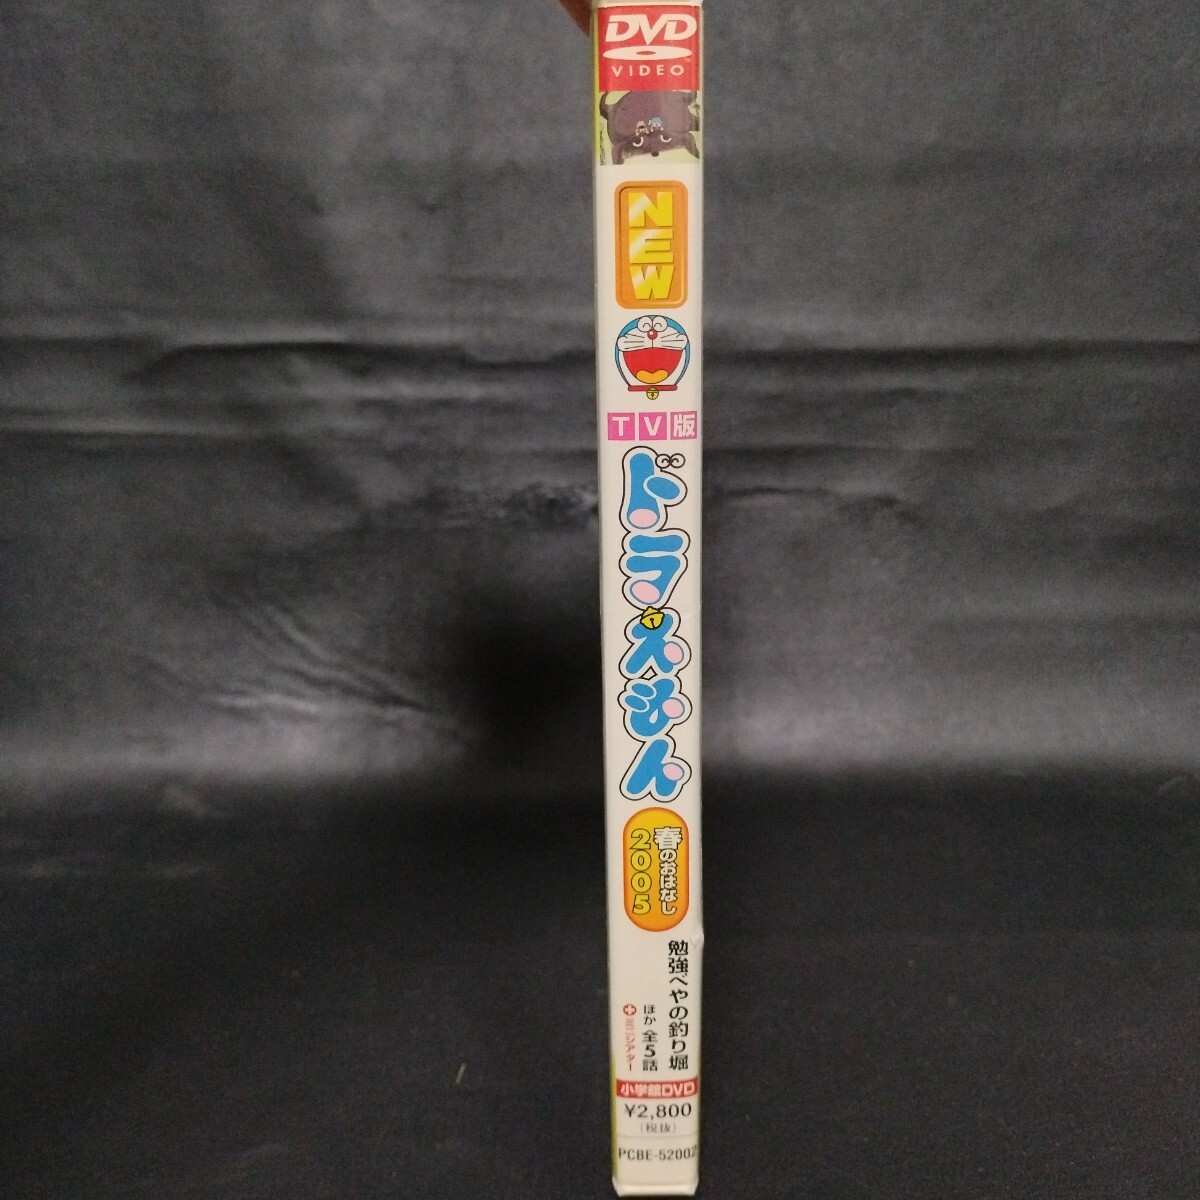 DVD
VIDEO
NEW
TV版
ドラえもん
春のおはなし
2005
勉強べやの釣り堀
ほか 全5話
+ミニシアター
小学館DVD
¥2,800
(税抜)
PCBE-52002